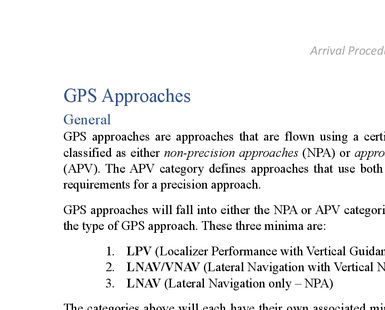 Arrival Proced
GPS Approaches
General
GPS approaches are approaches that are flown using a certi
classified as either non-precision approaches (NPA) or appro
(APV). The APV category defines approaches that use both
requirements for a precision approach.
GPS approaches will fall into either the NPA or APV categori
the type of GPS approach. These three minima are:
1. LPV (Localizer Performance with Vertical Guidan
2. LNAV/VNAV (Lateral Navigation with Vertical N
3. LNAV (Lateral Navigation only – NPA)
The categories above will each have their own associated mi